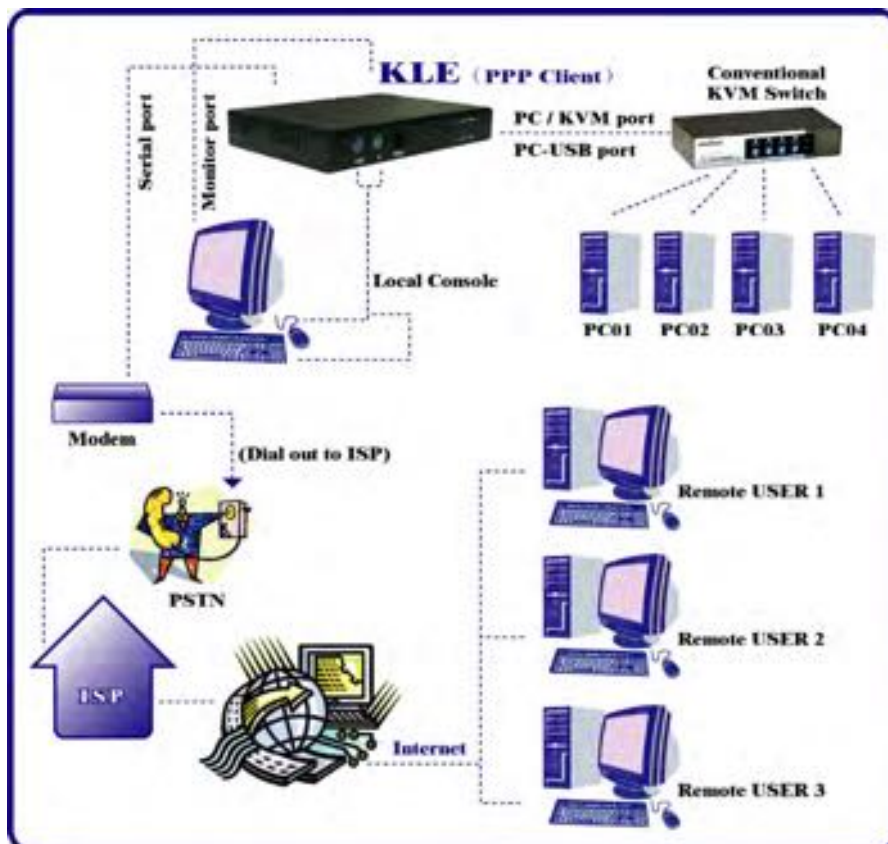 KLE (PPP Client)
Conventional
KVM Switch
Serial port
Monitor port
PC / KVM port
PC-USB port
Local Console
PC01 PC02 PC03 PC04
Modem
(Dial out to ISP)
Remote USER 1
PSTN
Remote USER 2
ISP
Internet
Remote USER 3